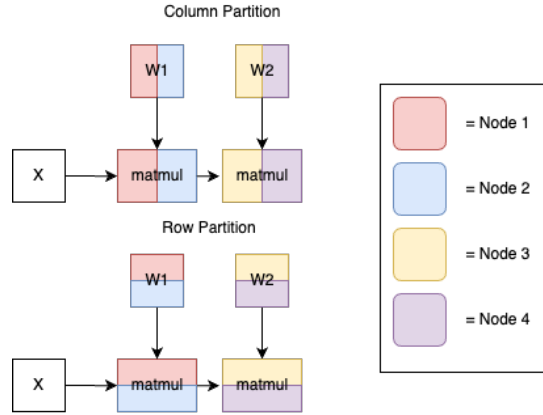 Column Partition
W1
W2
X
matmul
matmul
Row Partition
W1
W2
X
matmul
matmul
= Node 1
= Node 2
= Node 3
= Node 4